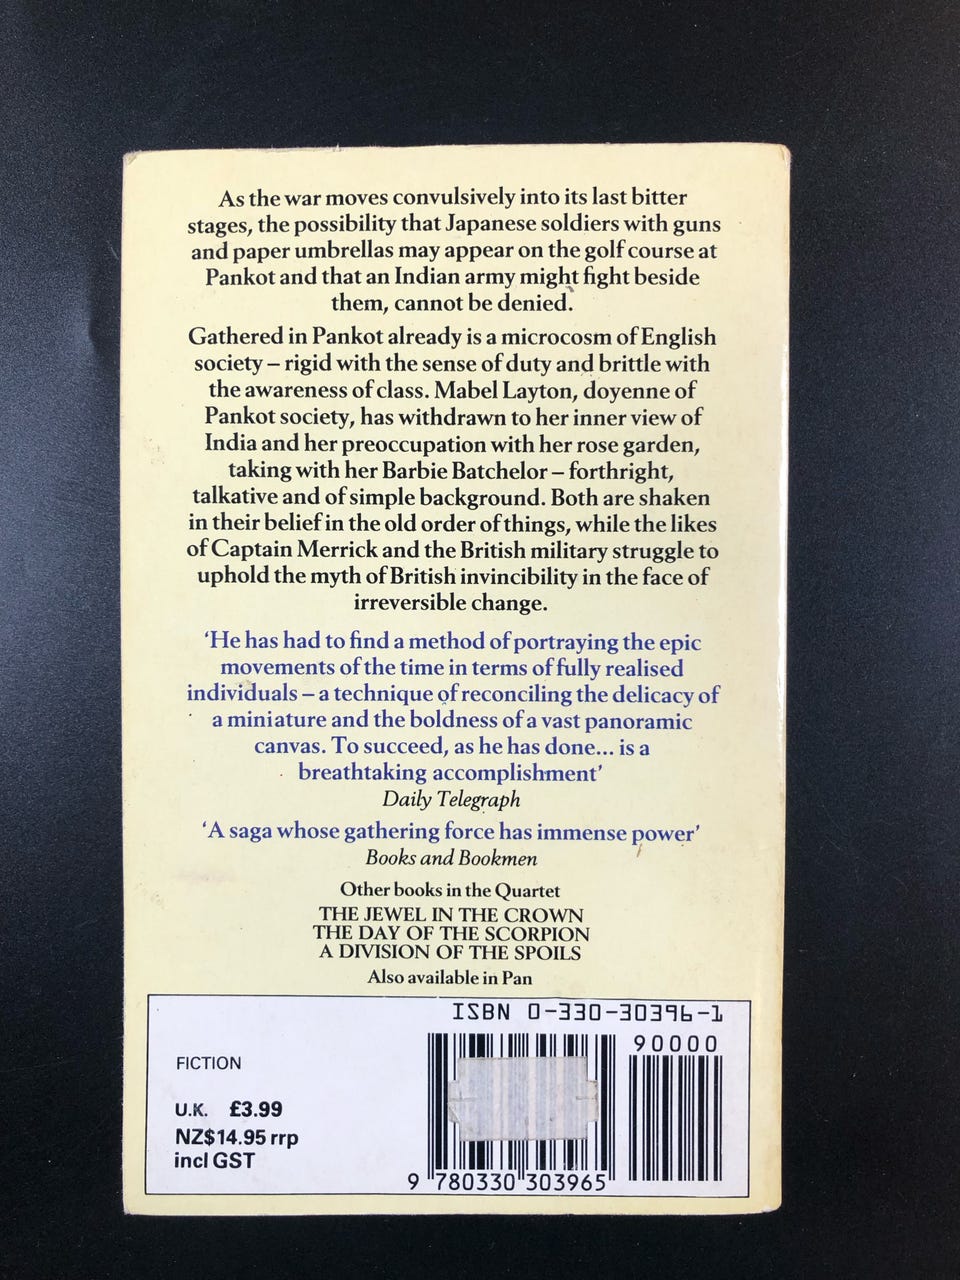 As the war moves convulsively into its last bitter
stages, the possibility that Japanese soldiers with guns
and paper umbrellas may appear on the golf course at
Pankot and that an Indian army might fight beside
them, cannot be denied.
Gathered in Pankot already is a microcosm of English
society – rigid with the sense of duty and brittle with
the awareness of class. Mabel Layton, doyenne of
Pankot society, has withdrawn to her inner view of
India and her preoccupation with her rose garden,
taking with her Barbie Batchelor – forthright,
talkative and of simple background. Both are shaken
in their belief in the old order of things, while the likes
of Captain Merrick and the British military struggle to
uphold the myth of British invincibility in the face of
irreversible change.
‘He has had to find a method of portraying the epic
movements of the time in terms of fully realised
individuals – a technique of reconciling the delicacy of
a miniature and the boldness of a vast panoramic
canvas. To succeed, as he has done... is a
breathtaking accomplishment’
Daily Telegraph
‘A saga whose gathering force has immense power’
Books and Bookmen
Other books in the Quartet
THE JEWEL IN THE CROWN
THE DAY OF THE SCORPION
A DIVISION OF THE SPOILS
Also available in Pan
ISBN 0-330-30396-1
90000
FICTION
U.K. £3.99
NZ$14.95 rrp
incl GST
9 780330 303965